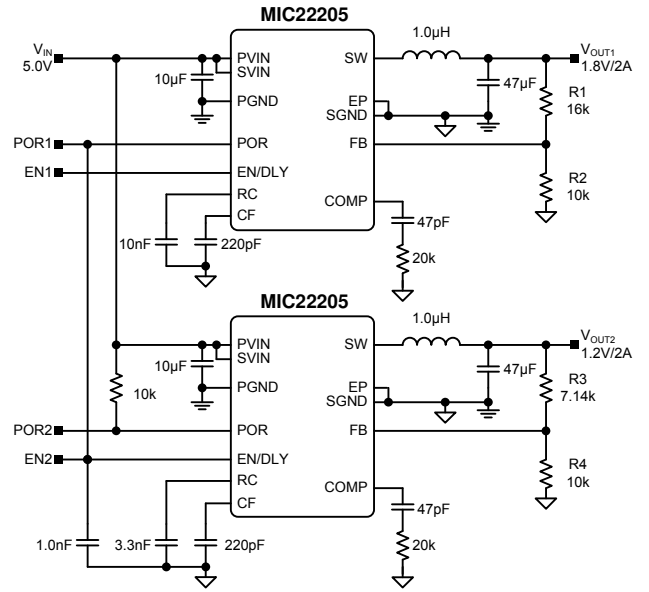 MIC22205
1.0µH
V_IN
5.0V
PVIN
SVIN
SW
V_OUT1
1.8V/2A
10µF
47µF
R1
16k
PGND
EP
SGND
POR1
POR
FB
EN1
EN/DLY
R2
10k
RC
COMP
CF
47pF
10nF
220pF
20k
MIC22205
1.0µH
PVIN
SVIN
SW
V_OUT2
1.2V/2A
10µF
47µF
R3
7.14k
10k
PGND
EP
SGND
POR2
POR
FB
EN2
EN/DLY
R4
10k
RC
COMP
CF
47pF
1.0nF
3.3nF
220pF
20k